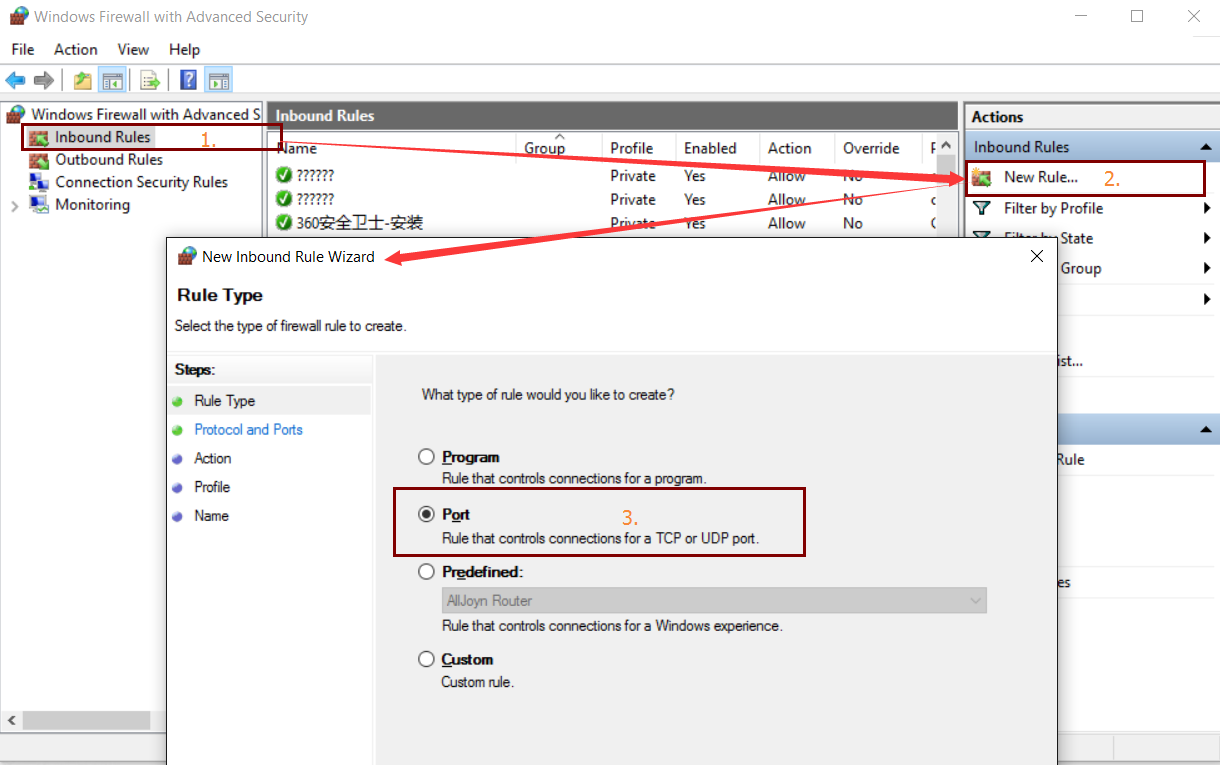 Windows Firewall with Advanced Security
File Action View Help
Windows Firewall with Advanced S
Inbound Rules 1.
Outbound Rules
Connection Security Rules
Monitoring
Inbound Rules
Name Group Profile Enabled Action Override
?????? Private Yes Allow No
?????? Private Yes Allow No
360安全卫士-安装 Private Yes Allow No
Actions
Inbound Rules
New Rule... 2.
Filter by Profile
Filter by State
Group
ist...
Rule
es
New Inbound Rule Wizard
Rule Type
Select the type of firewall rule to create.
Steps:
Rule Type
Protocol and Ports
Action
Profile
Name
What type of rule would you like to create?
Program
Rule that controls connections for a program.
Port 3.
Rule that controls connections for a TCP or UDP port.
Predefined:
AllJoyn Router
Rule that controls connections for a Windows experience.
Custom
Custom rule.